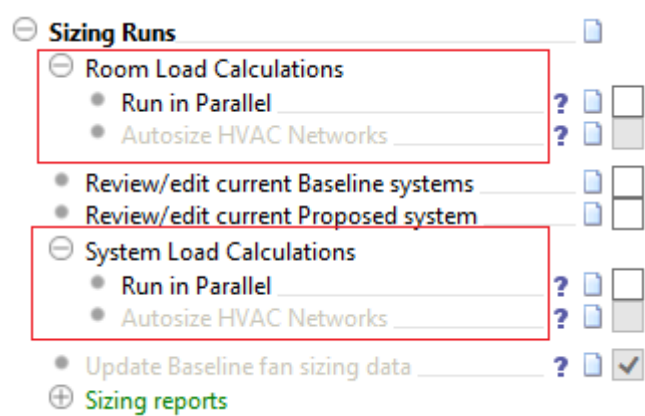 Sizing Runs
Room Load Calculations
Run in Parallel ?
Autosize HVAC Networks ?
Review/edit current Baseline systems
Review/edit current Proposed system
System Load Calculations
Run in Parallel ?
Autosize HVAC Networks ?
Update Baseline fan sizing data ?
Sizing reports